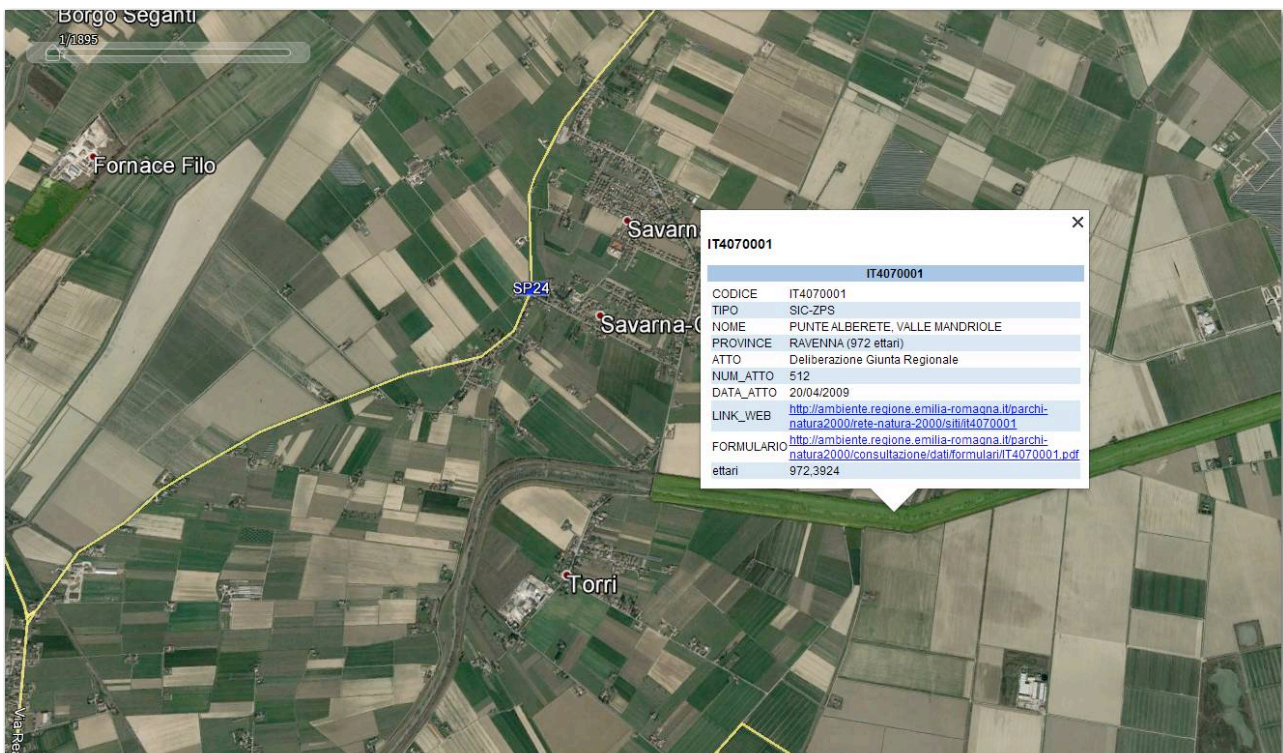 Borgo Seganti
1/1895
Fornace Filo
Savarn
SP24
Savarna-C
IT4070001
IT4070001
CODICE IT4070001
TIPO SIC-ZPS
NOME PUNTE ALBERETE, VALLE MANDRIOLE
PROVINCE RAVENNA (972 ettari)
ATTO Deliberazione Giunta Regionale
NUM_ATTO 512
DATA_ATTO 20/04/2009
LINK_WEB http://ambiente.regione.emilia-romagna.it/parchi-
natura2000/rete-natura-2000/siti/it4070001
FORMULARIO http://ambiente.regione.emilia-romagna.it/parchi-
natura2000/consultazione/dati/formulari/IT4070001.pdf
ettari 972,3924
Torri
Via Re